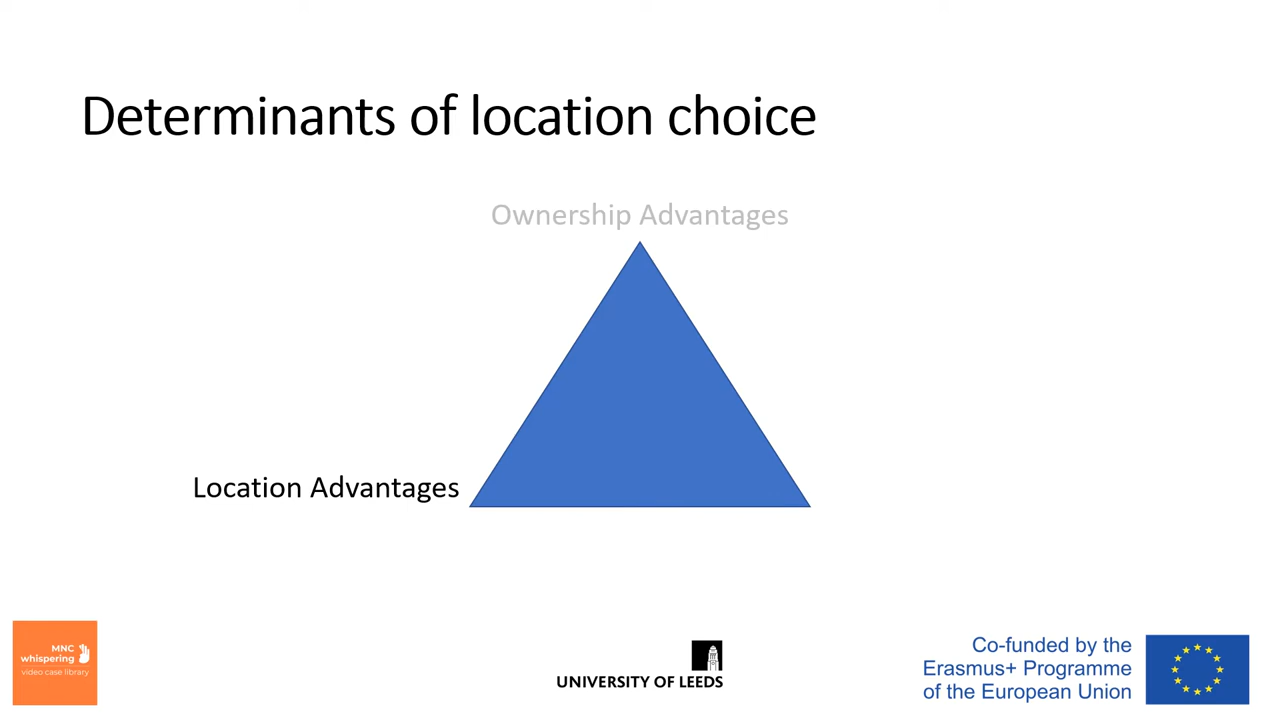 Determinants of location choice
Ownership Advantages
Location Advantages
MNC
whispering
video case library
UNIVERSITY OF LEEDS
Co-funded by the
Erasmus+ Programme
of the European Union